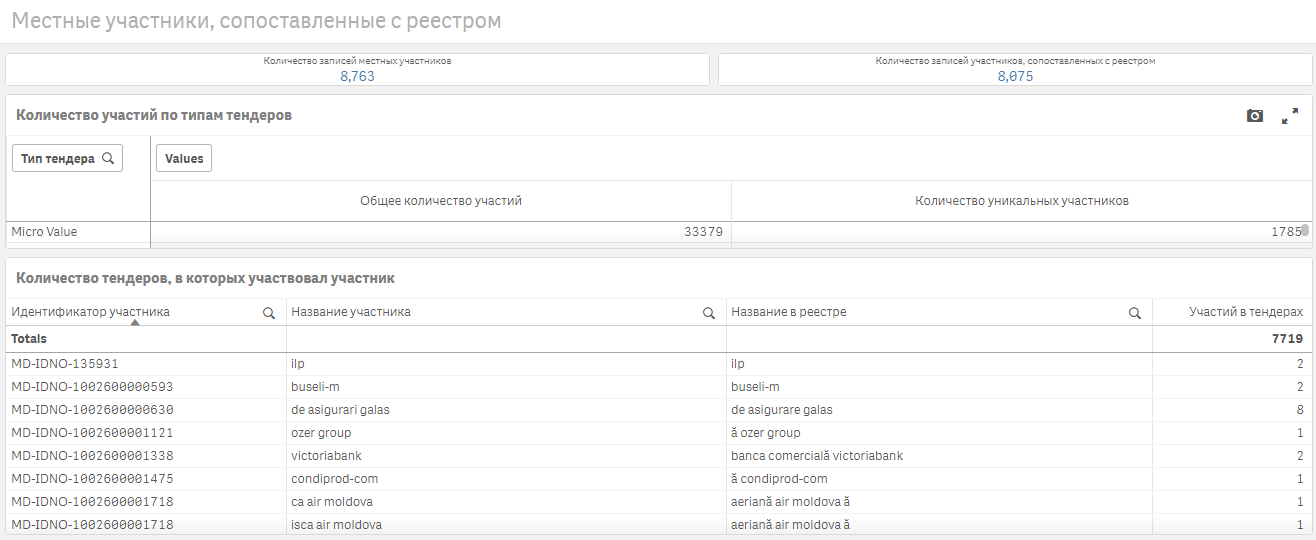 Местные участники, сопоставленные с реестром
Количество записей местных участников
8,763
Количество записей участников, сопоставленных с реестром
8,075
Количество участий по типам тендеров
Тип тендера Values
Общее количество участий Количество уникальных участников
Micro Value 33379 1785
Количество тендеров, в которых участвовал участник
Идентификатор участника Название участника Название в реестре Участий в тендерах
Totals 7719
MD-IDNO-135931 ilp ilp 2
MD-IDNO-1002600000593 buseli-m buseli-m 2
MD-IDNO-1002600000630 de asigurari galas de asigurare galas 8
MD-IDNO-1002600001121 ozer group ă ozer group 1
MD-IDNO-1002600001338 victoriabank banca comercială victoriabank 2
MD-IDNO-1002600001475 condiprod-com ă condiprod-com 1
MD-IDNO-1002600001718 ca air moldova aeriană air moldova ă 1
MD-IDNO-1002600001718 isca air moldova aeriană air moldova ă 1